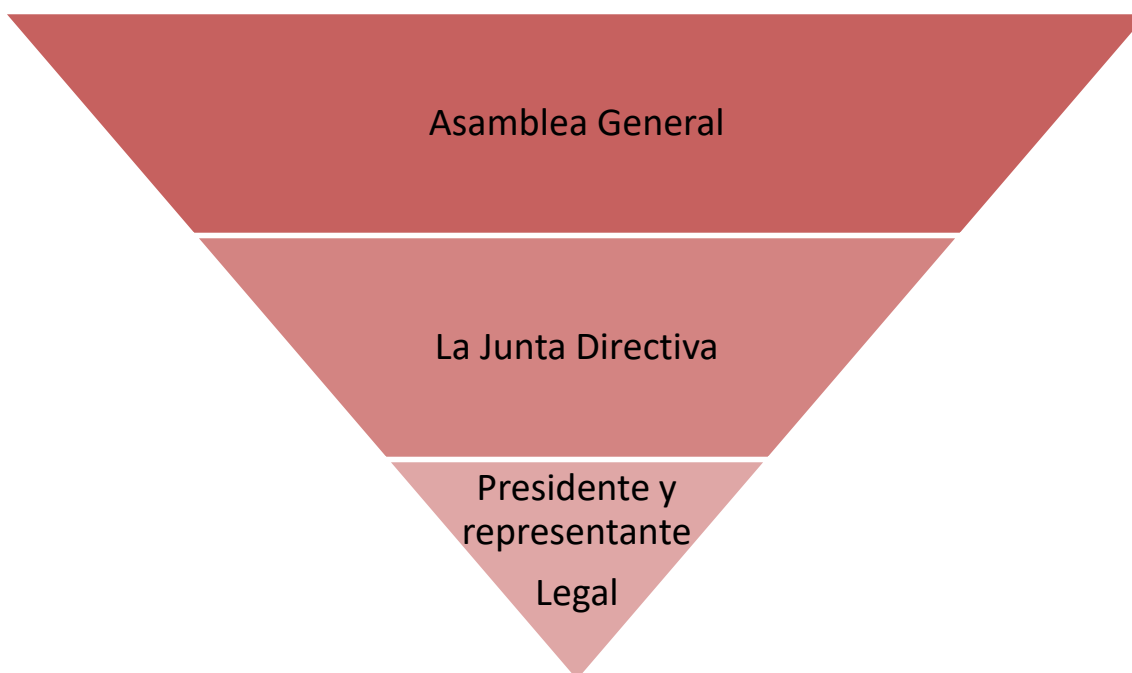 Asamblea General
La Junta Directiva
Presidente y
representante
Legal